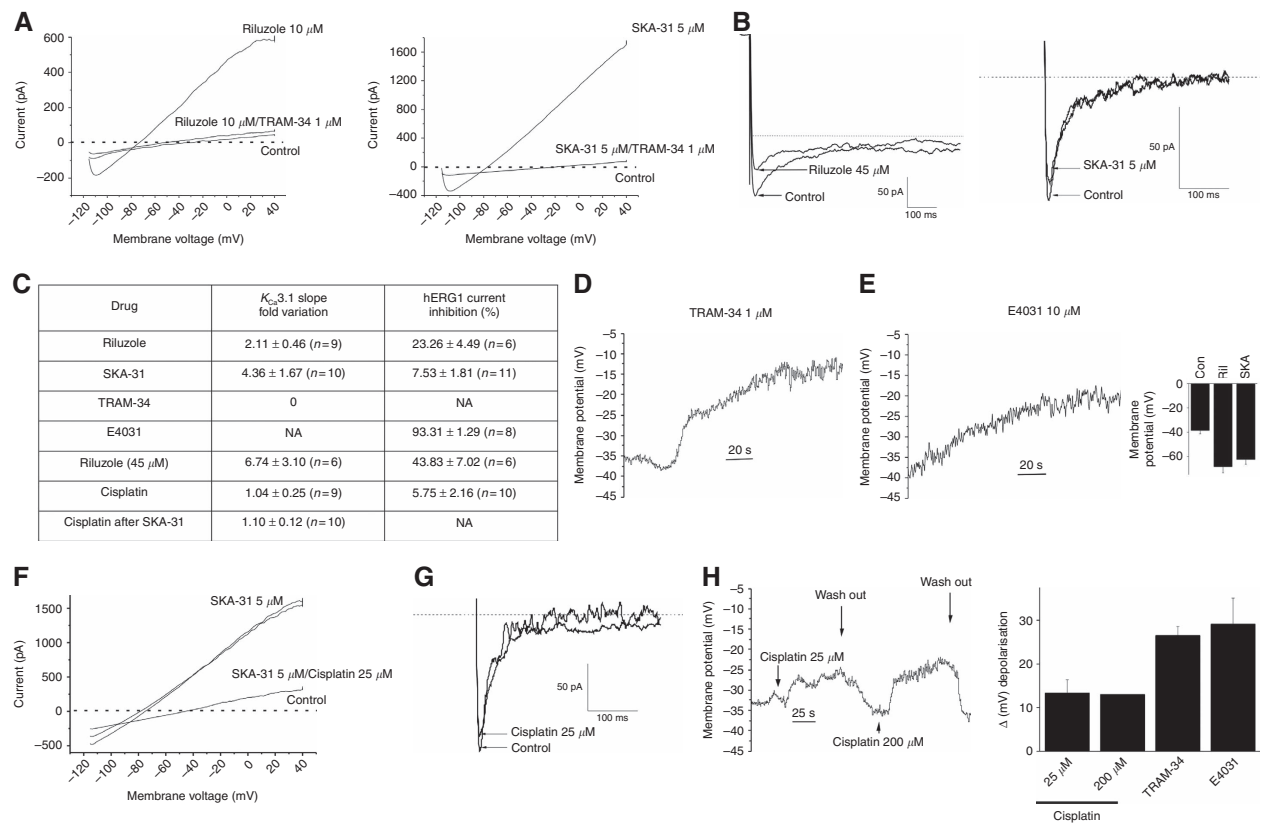 A
Riluzole 10 μM
600
400
200
0
–200
Current (pA)
Riluzole 10 μM/TRAM-34 1 μM
Control
–120
–100
–80
–60
–40
–20
0
20
40
Membrane voltage (mV)
SKA-31 5 μM
1600
1200
800
400
0
–400
Current (pA)
SKA-31 5 μM/TRAM-34 1 μM
Control
–120
–100
–80
–60
–40
–20
0
20
40
Membrane voltage (mV)
B
Riluzole 45 μM
Control
50 pA
100 ms
SKA-31 5 μM
Control
50 pA
100 ms
C
Drug
KCa3.1 slope
fold variation
hERG1 current
inhibition (%)
Riluzole
2.11 ± 0.46 (n=9)
23.26 ± 4.49 (n=6)
SKA-31
4.36 ± 1.67 (n=10)
7.53 ± 1.81 (n=11)
TRAM-34
0
NA
E4031
NA
93.31 ± 1.29 (n=8)
Riluzole (45 μM)
6.74 ± 3.10 (n=6)
43.83 ± 7.02 (n=6)
Cisplatin
1.04 ± 0.25 (n=9)
5.75 ± 2.16 (n=10)
Cisplatin after SKA-31
1.10 ± 0.12 (n=10)
NA
D
TRAM-34 1 μM
–5
–10
–15
–20
–25
–30
–35
–40
–45
Membrane potential (mV)
20 s
E
E4031 10 μM
–5
–10
–15
–20
–25
–30
–35
–40
–45
Membrane potential (mV)
20 s
Con
Ril
SKA
0
–20
–40
–60
Membrane
potential (mV)
F
SKA-31 5 μM
1500
1000
500
0
–500
Current (pA)
SKA-31 5 μM/Cisplatin 25 μM
Control
–120
–100
–80
–60
–40
–20
0
20
40
Membrane voltage (mV)
G
50 pA
100 ms
Cisplatin 25 μM
Control
H
–5
–10
–15
–20
–25
–30
–35
–40
–45
Membrane potential (mV)
Wash out
Wash out
Cisplatin 25 μM
25 s
Cisplatin 200 μM
30
20
10
0
Δ (mV) depolarisation
25 μM
200 μM
TRAM-34
E4031
Cisplatin